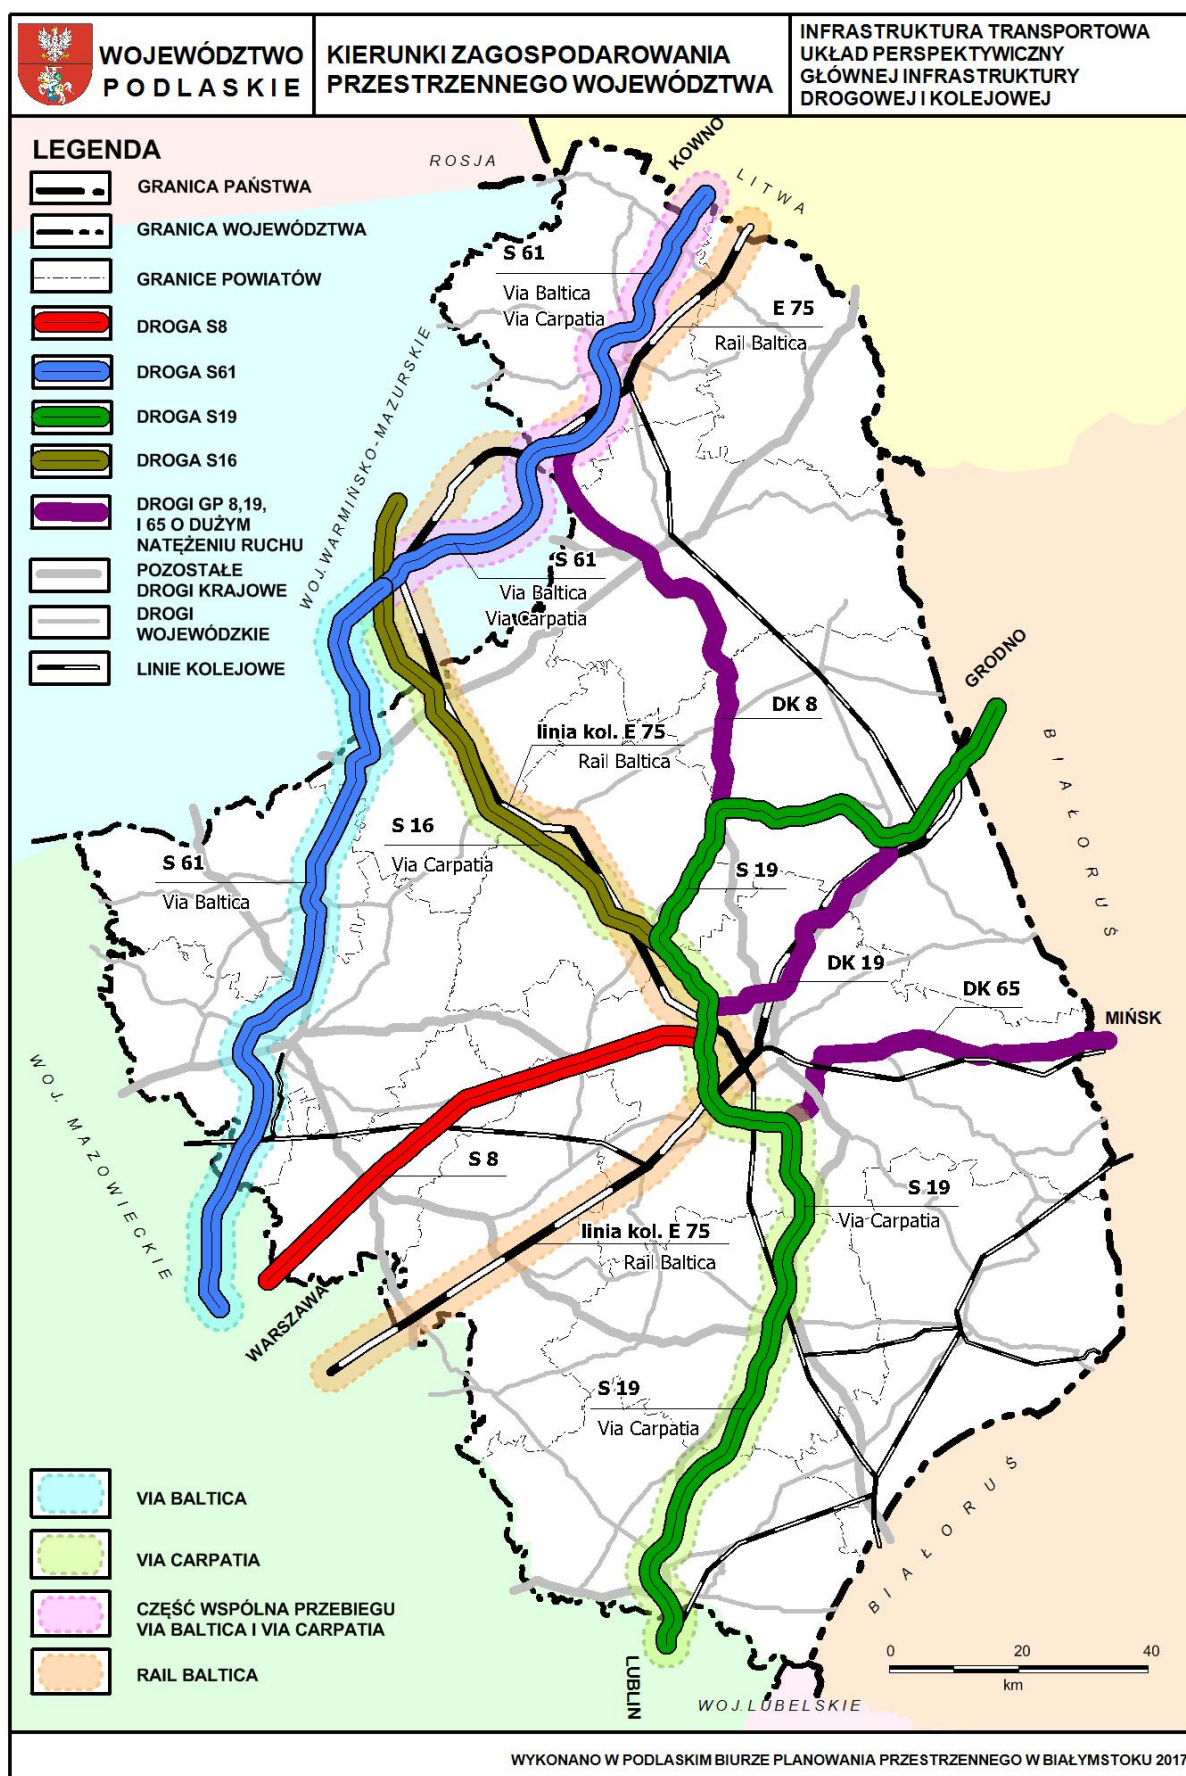 WOJEWÓDZTWO
PODLASKIE
KIERUNKI ZAGOSPODAROWANIA
PRZESTRZENNEGO WOJEWÓDZTWA
INFRASTRUKTURA TRANSPORTOWA
UKŁAD PERSPEKTYWICZNY
GŁÓWNEJ INFRASTRUKTURY
DROGOWEJ I KOLEJOWEJ
LEGENDA
GRANICA PAŃSTWA
GRANICA WOJEWÓDZTWA
GRANICE POWIATÓW
DROGA S8
DROGA S61
DROGA S19
DROGA S16
DROGI GP 8,19,
I 65 O DUŻYM
NATĘŻENIU RUCHU
POZOSTAŁE
DROGI KRAJOWE
DROGI
WOJEWÓDZKIE
LINIE KOLEJOWE
ROSJA
KOWNO
LITWA
S 61
Via Baltica
Via Carpatia
E 75
Rail Baltica
WOJ. WARMIŃSKO-MAZURSKIE
S 61
Via Baltica
Via Carpatia
GRODNO
DK 8
linia kol. E 75
Rail Baltica
BIAŁORUŚ
S 16
Via Carpatia
S 61
Via Baltica
S 19
DK 19
DK 65
MIŃSK
WOJ. MAZOWIECKIE
S 8
S 19
Via Carpatia
linia kol. E 75
Rail Baltica
WARSZAWA
S 19
Via Carpatia
BIAŁORUŚ
LUBLIN
WOJ. LUBELSKIE
0 20 40
km
VIA BALTICA
VIA CARPATIA
CZĘŚĆ WSPÓLNA PRZEBIEGU
VIA BALTICA I VIA CARPATIA
RAIL BALTICA
WYKONANO W PODLASKIM BIURZE PLANOWANIA PRZESTRZENNEGO W BIAŁYMSTOKU 2017